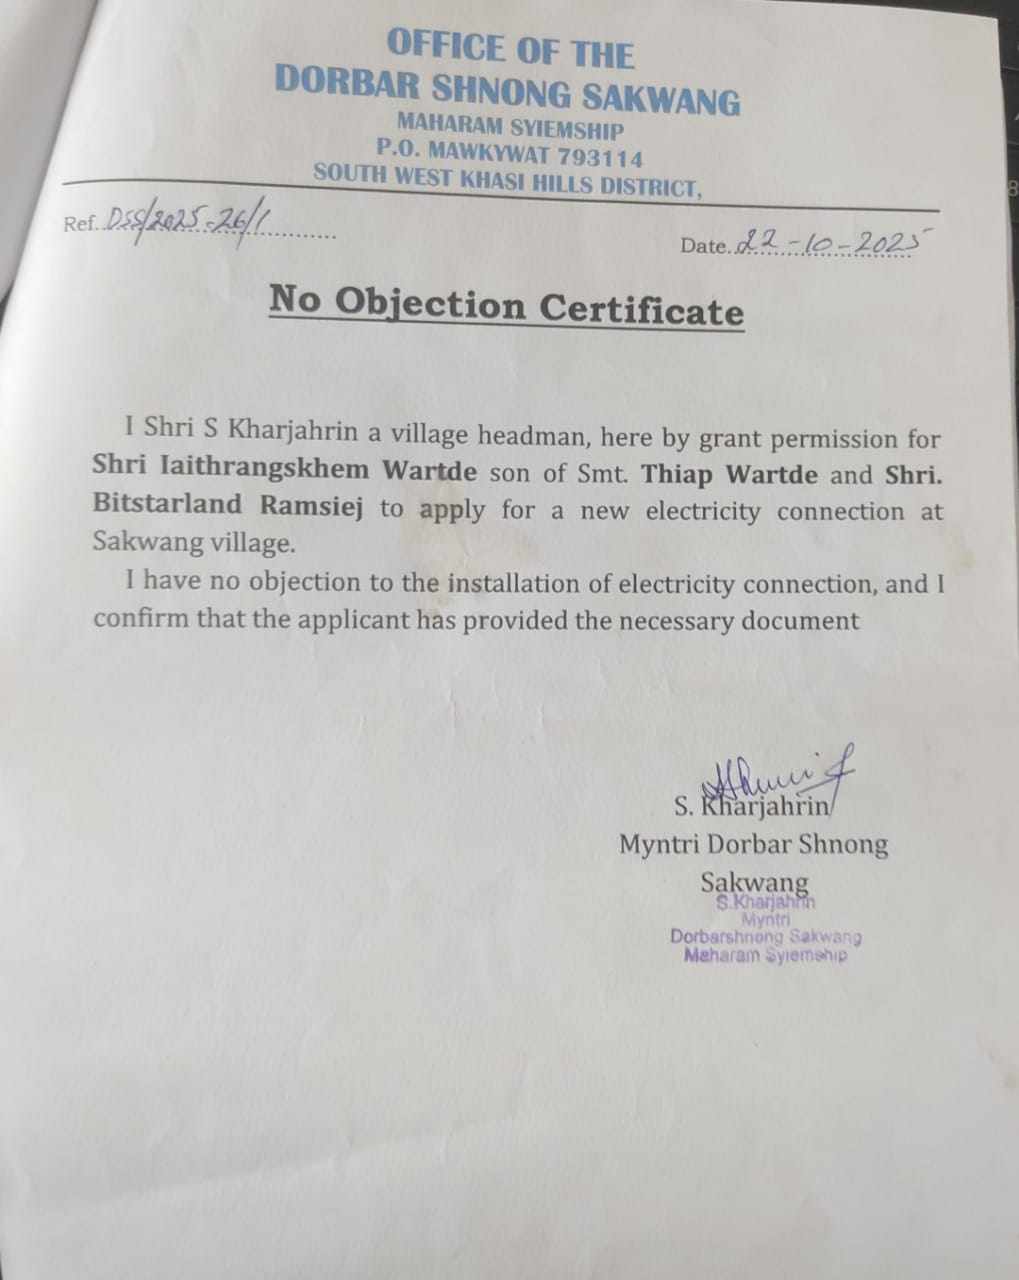 OFFICE OF THE
DORBAR SHNONG SAKWANG
MAHARAM SYIEMSHIP
P.O. MAWKYWAT 793114
SOUTH WEST KHASI HILLS DISTRICT,
Ref. DSS/2025-26/1
Date. 22-10-2025
No Objection Certificate
I Shri S Kharjahrin a village headman, here by grant permission for
Shri Iaithrangskhem Wartde son of Smt. Thiap Wartde and Shri.
Bitstarland Ramsiej to apply for a new electricity connection at
Sakwang village.
I have no objection to the installation of electricity connection, and I
confirm that the applicant has provided the necessary document
S. Kharjahrin
Myntri Dorbar Shnong
Sakwang
S.Kharjahrin
Myntri
Dorbarshnong Sakwang
Maharam Syiemship